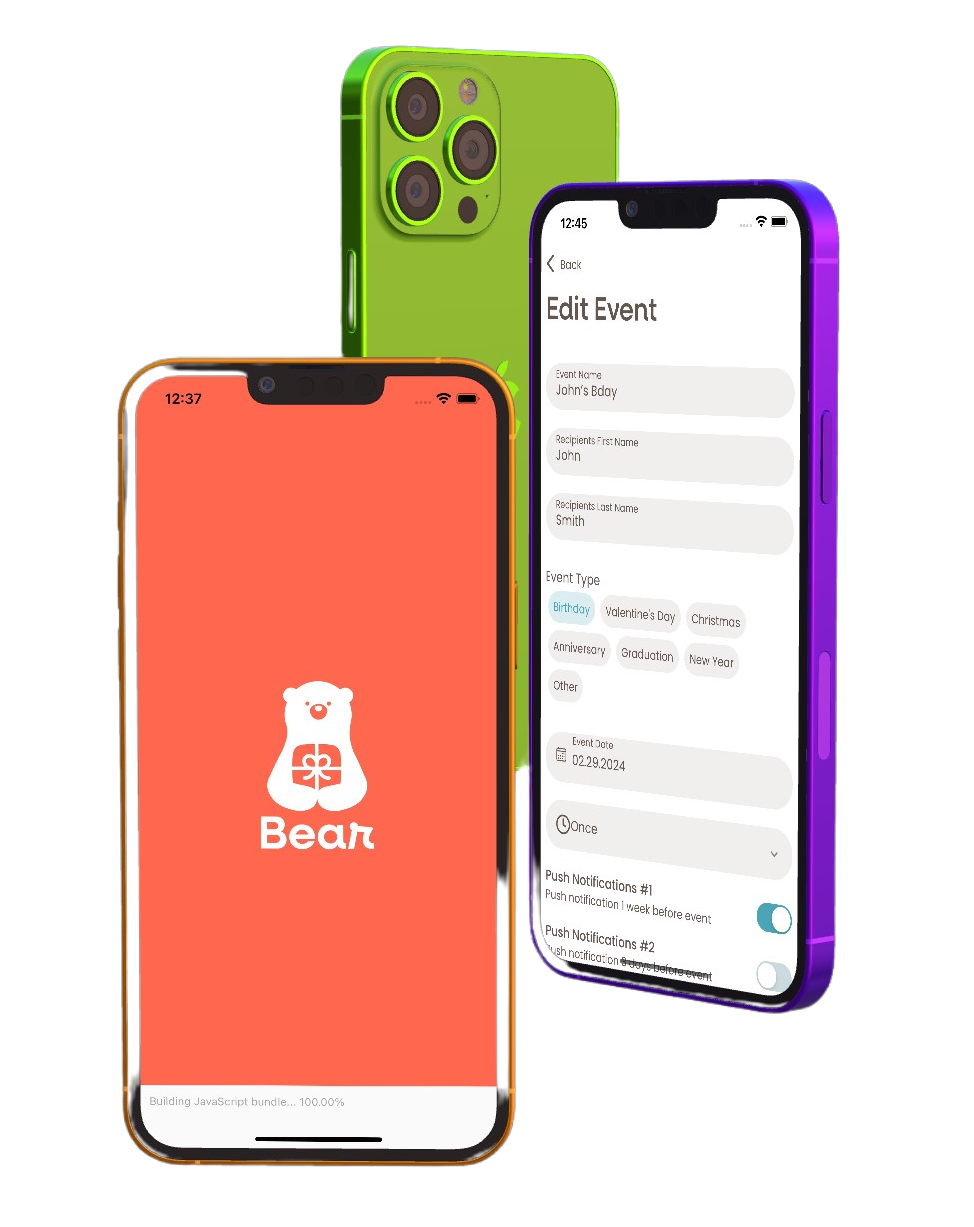 12:37
Bear
Building JavaScript bundle... 100.00%
12:45
Back
Edit Event
Event Name
John's Bday
Recipients First Name
John
Recipients Last Name
Smith
Event Type
Birthday Valentine's Day Christmas
Anniversary Graduation New Year
Other
Event Date
02.29.2024
Once
Push Notifications #1
Push notification 1 week before event
Push Notifications #2
Push notification days before event